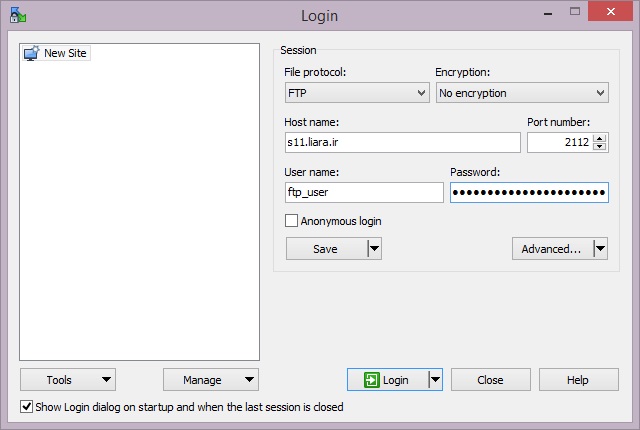 Login
New Site
Session
File protocol: Encryption:
FTP No encryption
Host name: Port number:
s11.liara.ir 2112
User name: Password:
ftp_user ●●●●●●●●●●●●●●●●●●●●●●
Anonymous login
Save Advanced...
Tools Manage Login Close Help
Show Login dialog on startup and when the last session is closed